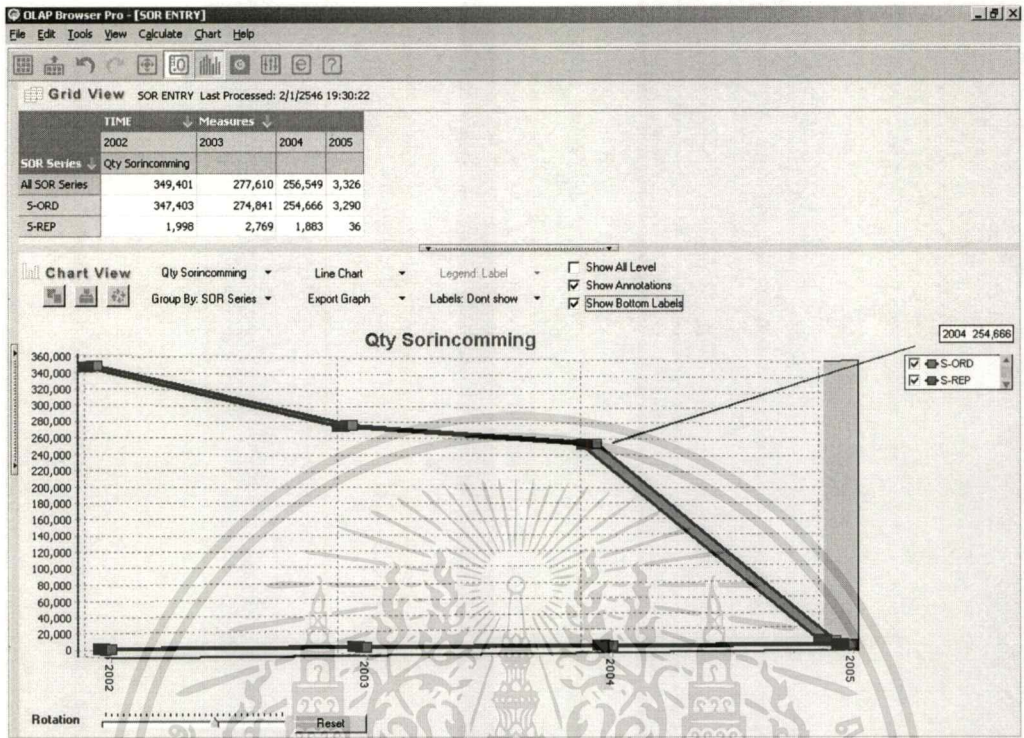 OLAP Browser Pro - [SOR ENTRY]
File Edit Tools View Calculate Chart Help
Grid View SOR ENTRY Last Processed: 2/1/2546 19:30:22
TIME Measures
2002 2003 2004 2005
SOR Series Qty Sorincomming
All SOR Series 349,401 277,610 256,549 3,326
S-ORD 347,403 274,841 254,666 3,290
S-REP 1,998 2,769 1,883 36
Chart View Qty Sorincomming Line Chart Legend: Label Show All Level
Show Annotations
Group By: SOR Series Export Graph Labels: Dont show Show Bottom Labels
Qty Sorincomming
2004 254,666
S-ORD
S-REP
360,000
340,000
320,000
300,000
280,000
260,000
240,000
220,000
200,000
180,000
160,000
140,000
120,000
100,000
80,000
60,000
40,000
20,000
0
2002 2003 2004 2005
Rotation Reset